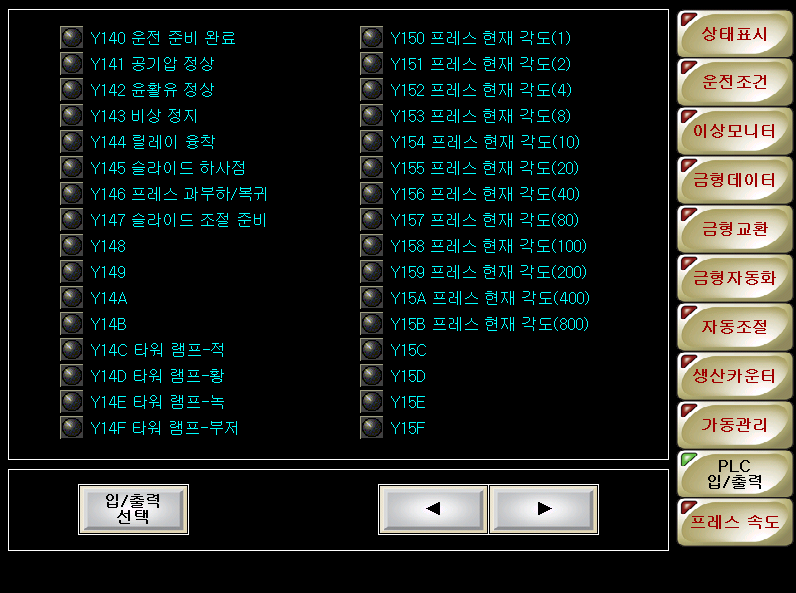 Y140 운전 준비 완료
Y141 공기압 정상
Y142 윤활유 정상
Y143 비상 정지
Y144 릴레이 융착
Y145 슬라이드 하사점
Y146 프레스 과부하/복귀
Y147 슬라이드 조절 준비
Y148
Y149
Y14A
Y14B
Y14C 타워 램프-적
Y14D 타워 램프-황
Y14E 타워 램프-녹
Y14F 타워 램프-부저
Y150 프레스 현재 각도(1)
Y151 프레스 현재 각도(2)
Y152 프레스 현재 각도(4)
Y153 프레스 현재 각도(8)
Y154 프레스 현재 각도(10)
Y155 프레스 현재 각도(20)
Y156 프레스 현재 각도(40)
Y157 프레스 현재 각도(80)
Y158 프레스 현재 각도(100)
Y159 프레스 현재 각도(200)
Y15A 프레스 현재 각도(400)
Y15B 프레스 현재 각도(800)
Y15C
Y15D
Y15E
Y15F
입/출력
선택
상태표시
운전조건
이상모니터
금형데이터
금형교환
금형자동화
자동조절
생산카운터
가동관리
PLC
입/출력
프레스 속도